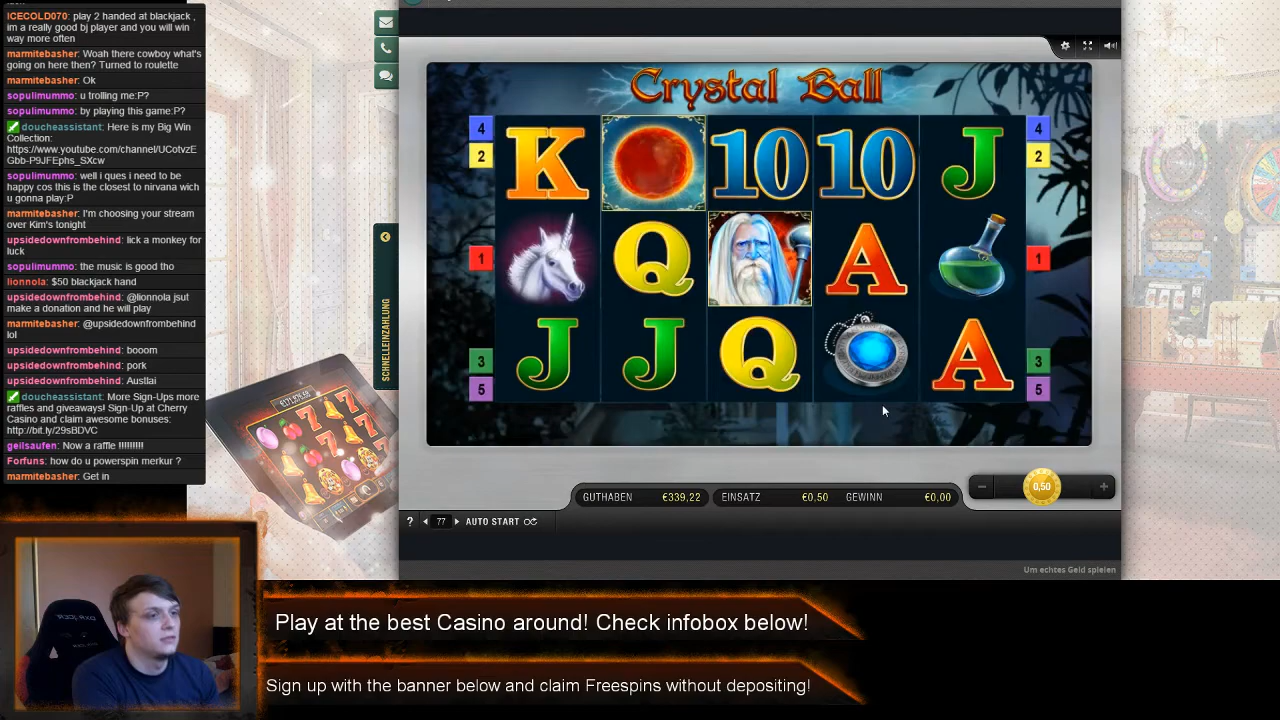 ICECOLD070: play 2 handed at blackjack ,
im a really good bj player and you will win
way more often
marmitebasher: Woah there cowboy what's
going on here then? Turned to roulette
marmitebasher: Ok
sopulimummo: u trolling me:P?
sopulimummo: by playing this game:P?
doucheassistant: Here is my Big Win
Collection:
https://www.youtube.com/channel/UCotvzE
Gbb-P9JFEphs_SXcw
sopulimummo: well i ques i need to be
happy cos this is the closest to nirvana wich
u gonna play:P
marmitebasher: I'm choosing your stream
over Kim's tonight
upsidedownfrombehind: lick a monkey for
luck
sopulimummo: the music is good tho
lionnola: $50 blackjack hand
upsidedownfrombehind: @lionnola jsut
make a donation and he will play
marmitebasher: @upsidedownfrombehind
lol
upsidedownfrombehind: booom
upsidedownfrombehind: pork
upsidedownfrombehind: Austlai
doucheassistant: More Sign-Ups more
raffles and giveaways! Sign-Up at Cherry
Casino and claim awesome bonuses:
http://bit.ly/29sBDVC
geilsaufen: Now a raffle !!!!!!!!!!
Forfuns: how do u powerspin merkur ?
marmitebasher: Get in
SCHNELLEINZAHLUNG
Crystal Ball
4 K 10 10 J 4
2 2
1 Q A 1
J J Q A
3 3
5 5
GUTHABEN €339,22 EINSATZ €0,50 GEWINN €0,00
0,50
? 77 AUTO START
Um echtes Geld spielen
Play at the best Casino around! Check infobox below!
Sign up with the banner below and claim Freespins without depositing!